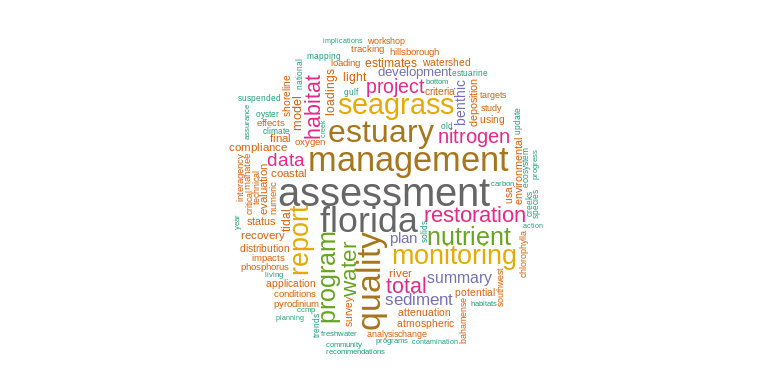 implications
workshop
tracking
hillsborough
mapping
loading
estimates
watershed
national
light
development
estuarine
habitat
project
bottom
gulf
criteria
targets
suspended
shoreline
model
loadings
seagrass
benthic
deposition
study
oyster
using
assurance
effects
climate
creek
estuary
old
nitrogen
update
final
oxygen
compliance
data
management
environmental
ecosystem
progress
interagency
manatee
coastal
critical
technical
evaluation
numeric
assessment
carbon
usa
creeks
species
year
status
tidal
florida
restoration
action
recovery
report
program
water
quality
plan
solids
nutrient
chlorophylla
distribution
monitoring
impacts
phosphorus
living
river
summary
southwest
application
total
conditions
sediment
potential
habitats
pyrodinium
ccmp
planning
trends
survey
attenuation
atmospheric
bahamense
freshwater
analysis
change
programs
contamination
community
recommendations